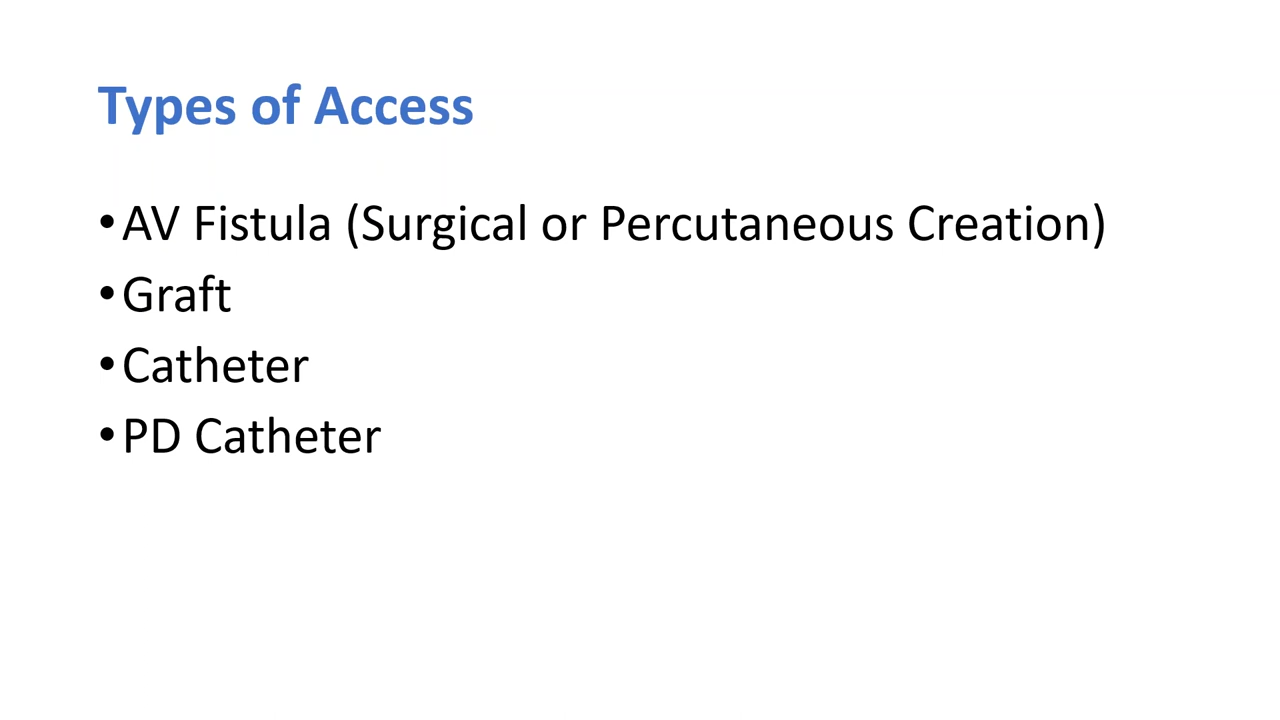 Types of Access
•AV Fistula (Surgical or Percutaneous Creation)
•Graft
•Catheter
•PD Catheter